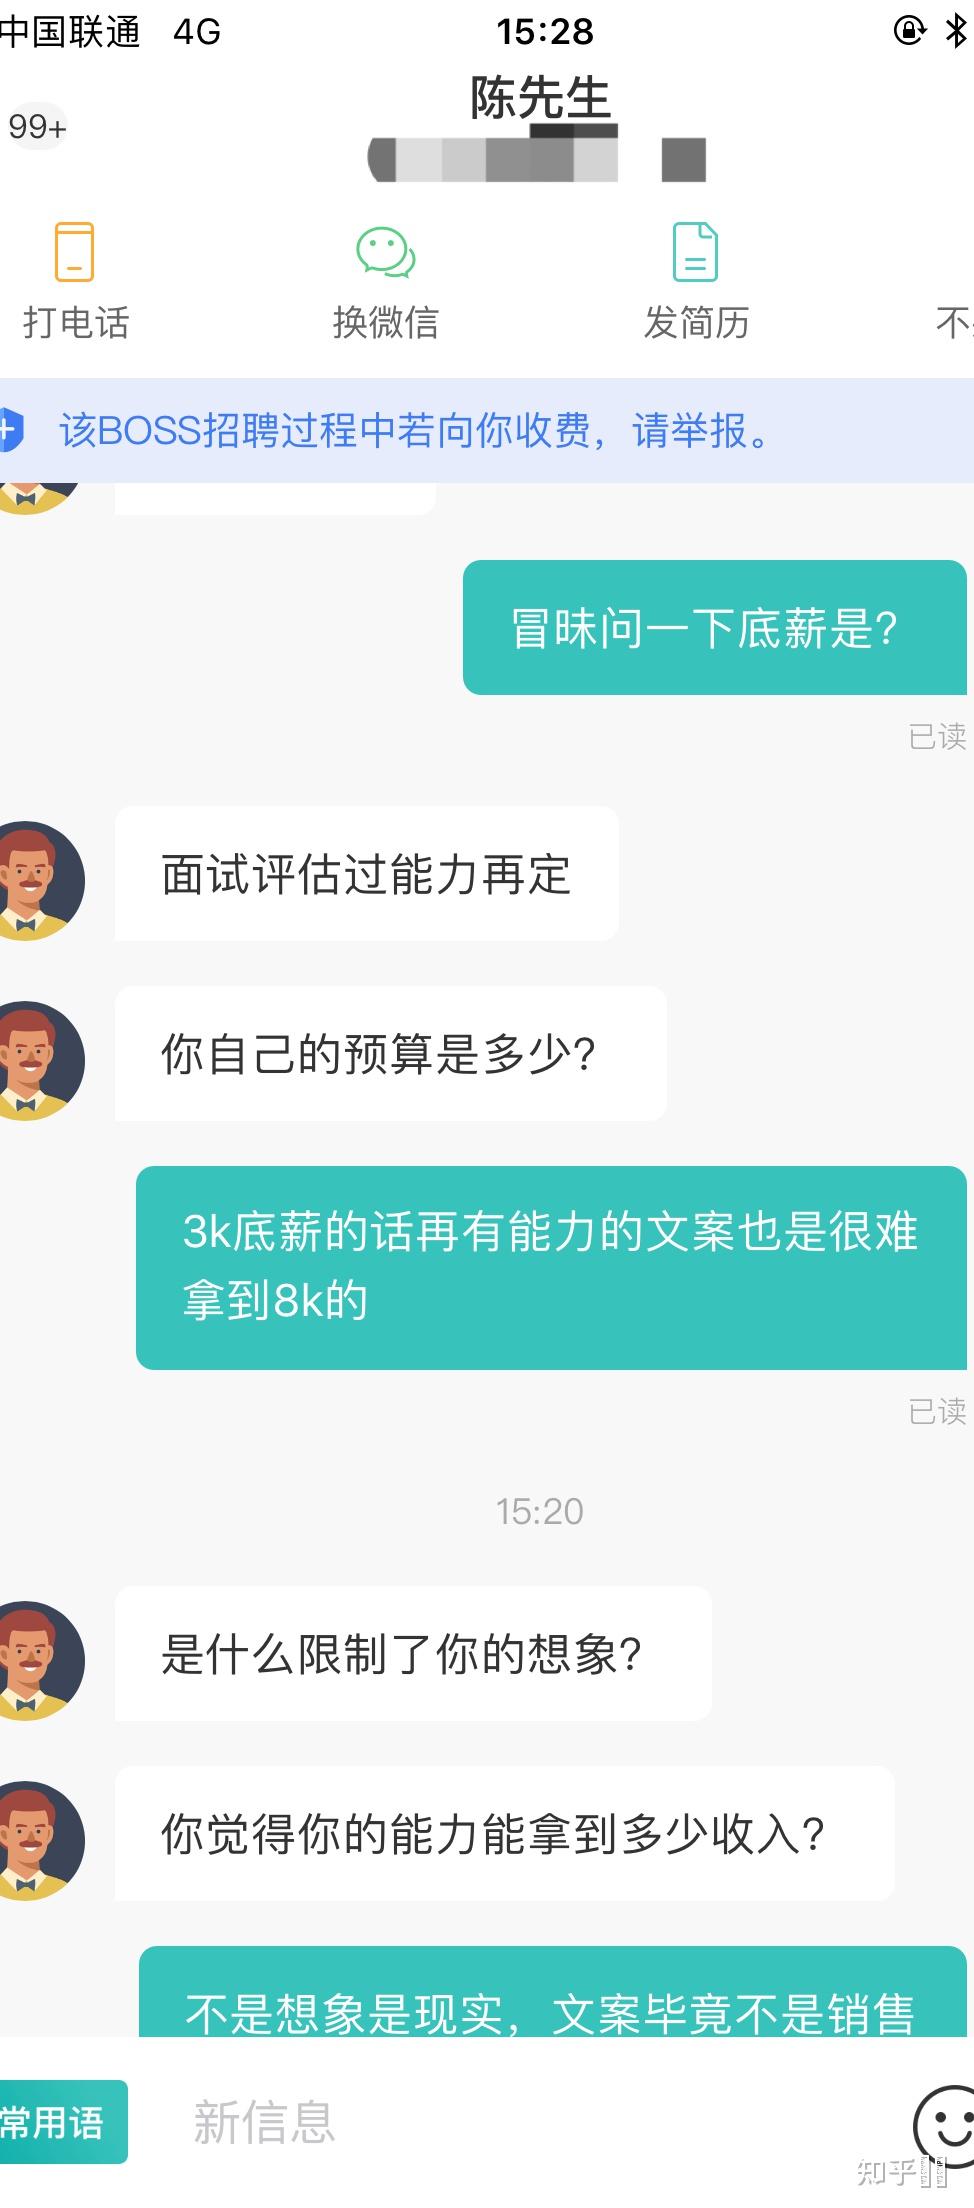 中国联通 4G 15:28
陈先生
99+
打电话 换微信 发简历 不
该BOSS招聘过程中若向你收费，请举报。
冒昧问一下底薪是?
已读
面试评估过能力再定
你自己的预算是多少?
3k底薪的话再有能力的文案也是很难
拿到8k的
已读
15:20
是什么限制了你的想象?
你觉得你的能力能拿到多少收入?
不是想象是现实，文案毕竟不是销售
常用语 新信息
知乎